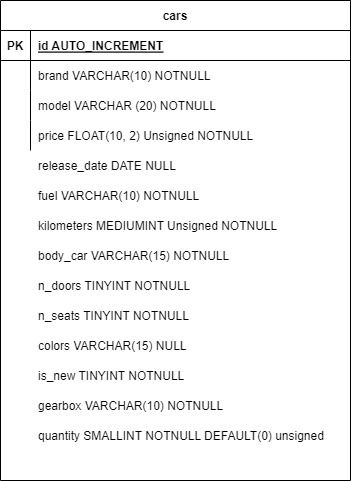 cars
PK id AUTO_INCREMENT
brand VARCHAR(10) NOTNULL
model VARCHAR (20) NOTNULL
price FLOAT(10, 2) Unsigned NOTNULL
release_date DATE NULL
fuel VARCHAR(10) NOTNULL
kilometers MEDIUMINT Unsigned NOTNULL
body_car VARCHAR(15) NOTNULL
n_doors TINYINT NOTNULL
n_seats TINYINT NOTNULL
colors VARCHAR(15) NULL
is_new TINYINT NOTNULL
gearbox VARCHAR(10) NOTNULL
quantity SMALLINT NOTNULL DEFAULT(0) unsigned